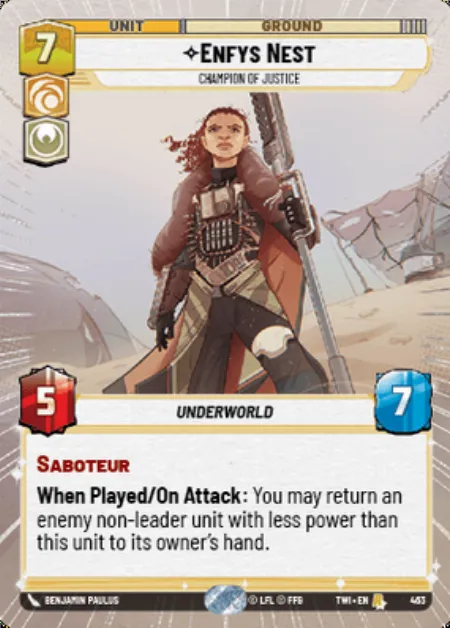 UNIT
GROUND
7
✧ENFYS NEST
CHAMPION OF JUSTICE
5
UNDERWORLD
7
SABOTEUR
When Played/On Attack: You may return an
enemy non-leader unit with less power than
this unit to its owner's hand.
BENJAMIN PAULUS
© LFL © FFG
TWI • EN
463